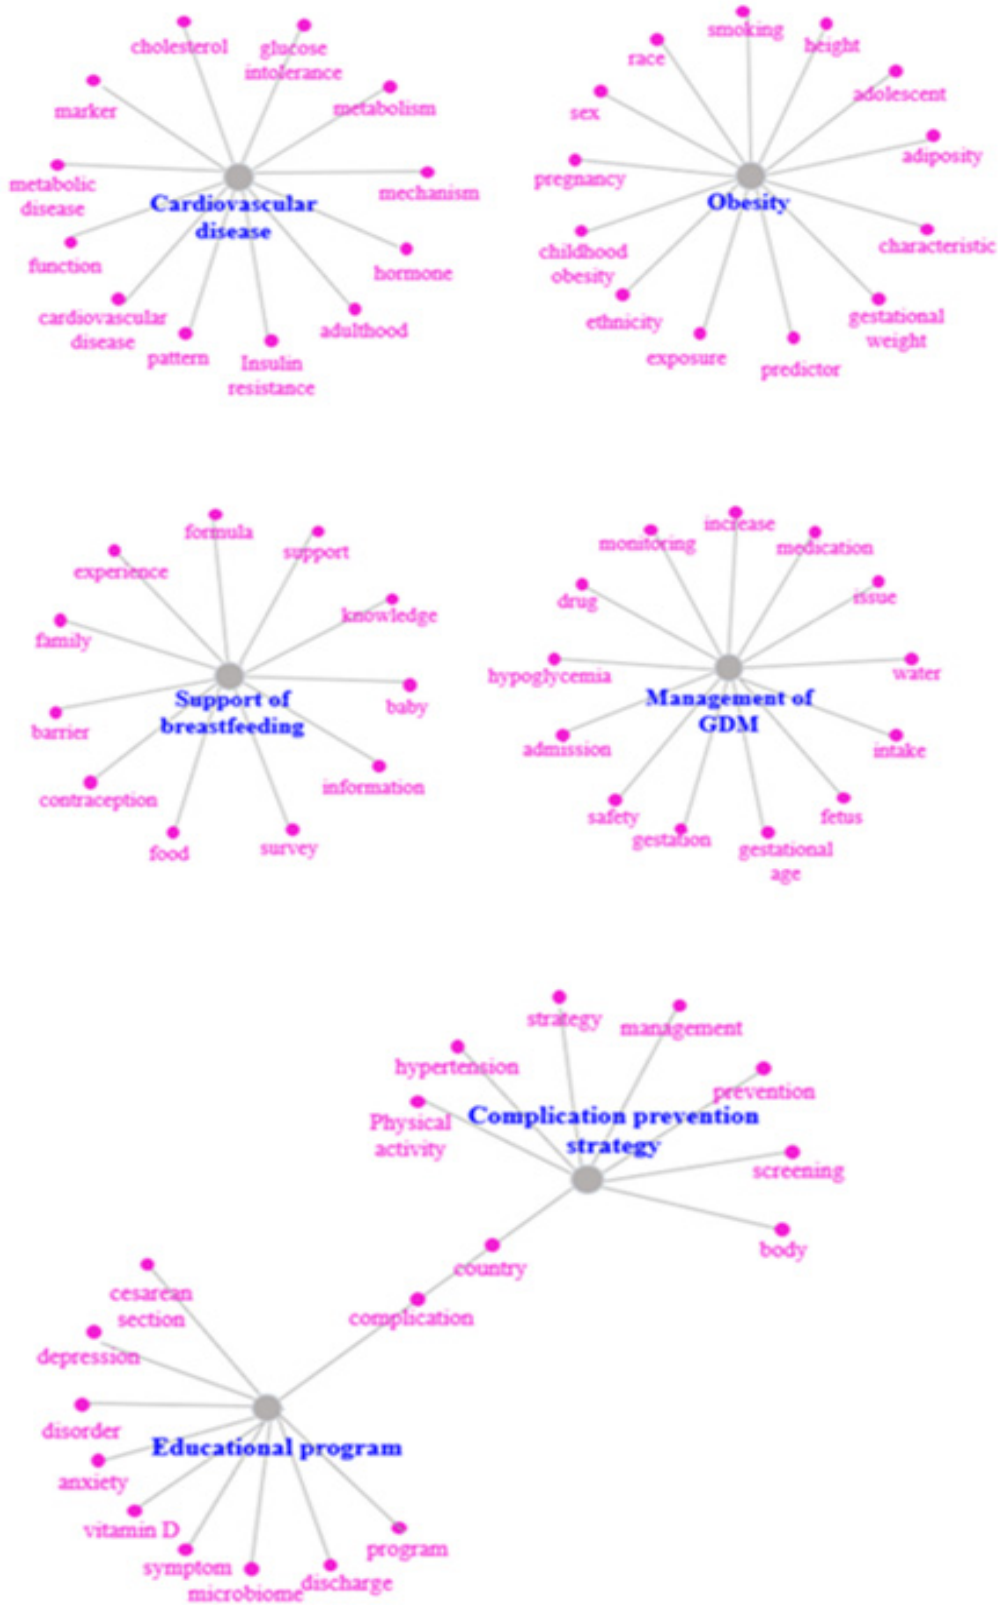 cholesterol
glucose
intolerance
marker
metabolism
metabolic
disease
mechanism
Cardiovascular
disease
function
hormone
cardiovascular
disease
adulthood
pattern
Insulin
resistance
smoking
race
height
sex
adolescent
pregnancy
adiposity
Obesity
childhood
obesity
characteristic
ethnicity
gestational
weight
exposure
predictor
formula
support
experience
knowledge
family
baby
Support of
breastfeeding
barrier
information
contraception
food
survey
increase
monitoring
medication
drug
issue
hypoglycemia
water
Management of
GDM
admission
intake
safety
fetus
gestation
gestational
age
strategy
management
hypertension
prevention
Physical
activity
Complication prevention
strategy
screening
body
country
complication
cesarean
section
depression
disorder
Educational program
anxiety
vitamin D
program
symptom
discharge
microbiome